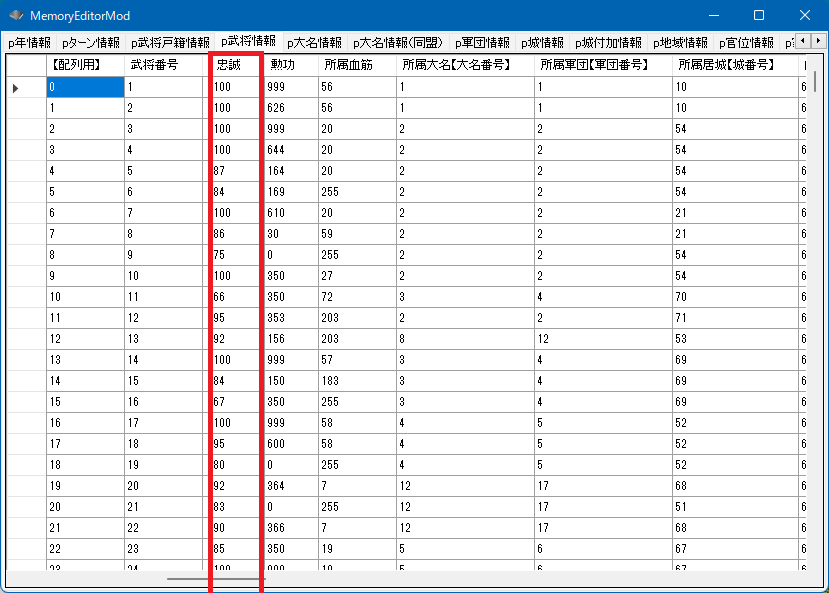 MemoryEditorMod
p年情報 pターン情報 p武将戸籍情報 p武将情報 p大名情報 p大名情報(同盟) p軍団情報 p城情報 p城付加情報 p地域情報 p官位情報
【配列用】 武将番号 忠誠 勲功 所属血筋 所属大名【大名番号】 所属軍団【軍団番号】 所属居城【城番号】
0 1 100 999 56 1 1 10 6
1 2 100 626 56 1 1 10 6
2 3 100 999 20 2 2 54 6
3 4 100 644 20 2 2 54 6
4 5 87 164 20 2 2 54 6
5 6 84 169 255 2 2 54 6
6 7 100 610 20 2 2 21 6
7 8 86 30 59 2 2 21 6
8 9 75 0 255 2 2 54 6
9 10 100 350 27 2 2 54 6
10 11 66 350 72 3 4 70 6
11 12 95 353 203 2 2 71 6
12 13 92 156 203 8 12 53 6
13 14 100 999 57 3 4 69 6
14 15 84 150 183 3 4 69 6
15 16 67 350 255 3 4 69 6
16 17 100 999 58 4 5 52 6
17 18 95 600 58 4 5 52 6
18 19 80 0 255 4 5 52 6
19 20 92 364 7 12 17 68 6
20 21 83 0 255 12 17 51 6
21 22 90 366 7 12 17 68 6
22 23 85 350 19 5 6 67 6
23 24 100 19 5 6 67 6